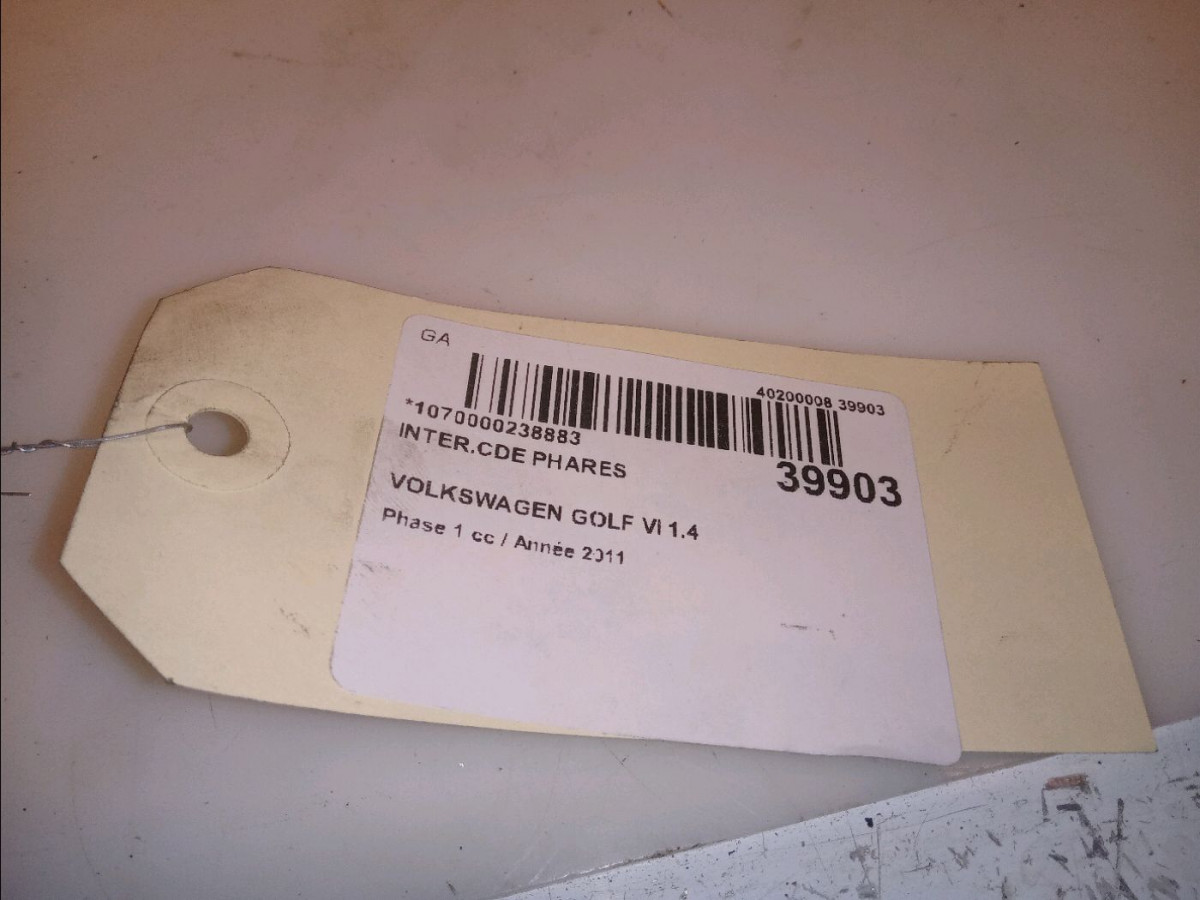 GA
40200008 39903
*1070000238883
39903
INTER.CDE PHARES
VOLKSWAGEN GOLF VI 1.4
Phase 1 cc / Année 2011